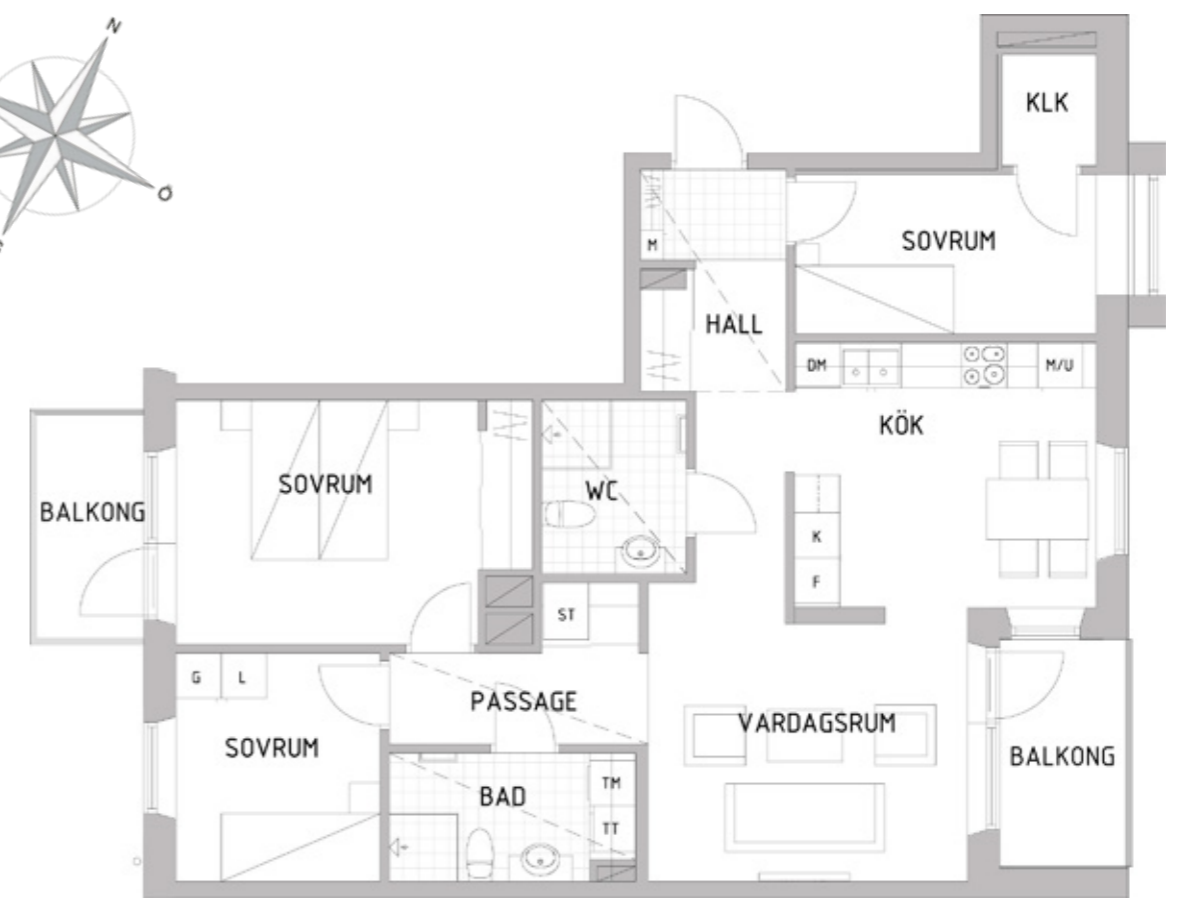 N
Ö
KLK
M
SOVRUM
HALL
DM
M/U
KÖK
SOVRUM
WC
BALKONG
K
F
ST
G L
PASSAGE
SOVRUM
VARDAGSRUM
BALKONG
BAD
TM
TT